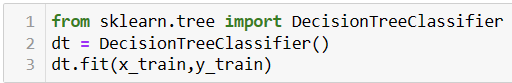 1 from sklearn.tree import DecisionTreeClassifier
2 dt = DecisionTreeClassifier()
3 dt.fit(x_train,y_train)